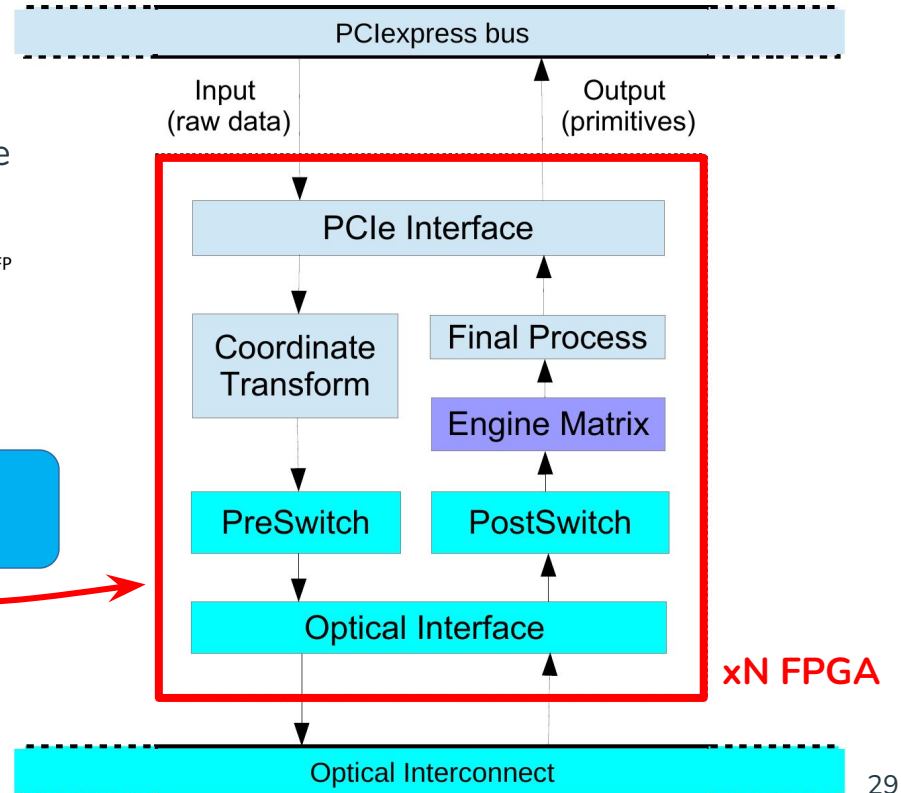 PCIexpress bus
Input
(raw data)
Output
(primitives)
e
FP
PCIe Interface
Coordinate
Transform
Final Process
Engine Matrix
PreSwitch
PostSwitch
Optical Interface
xN FPGA
Optical Interconnect
29